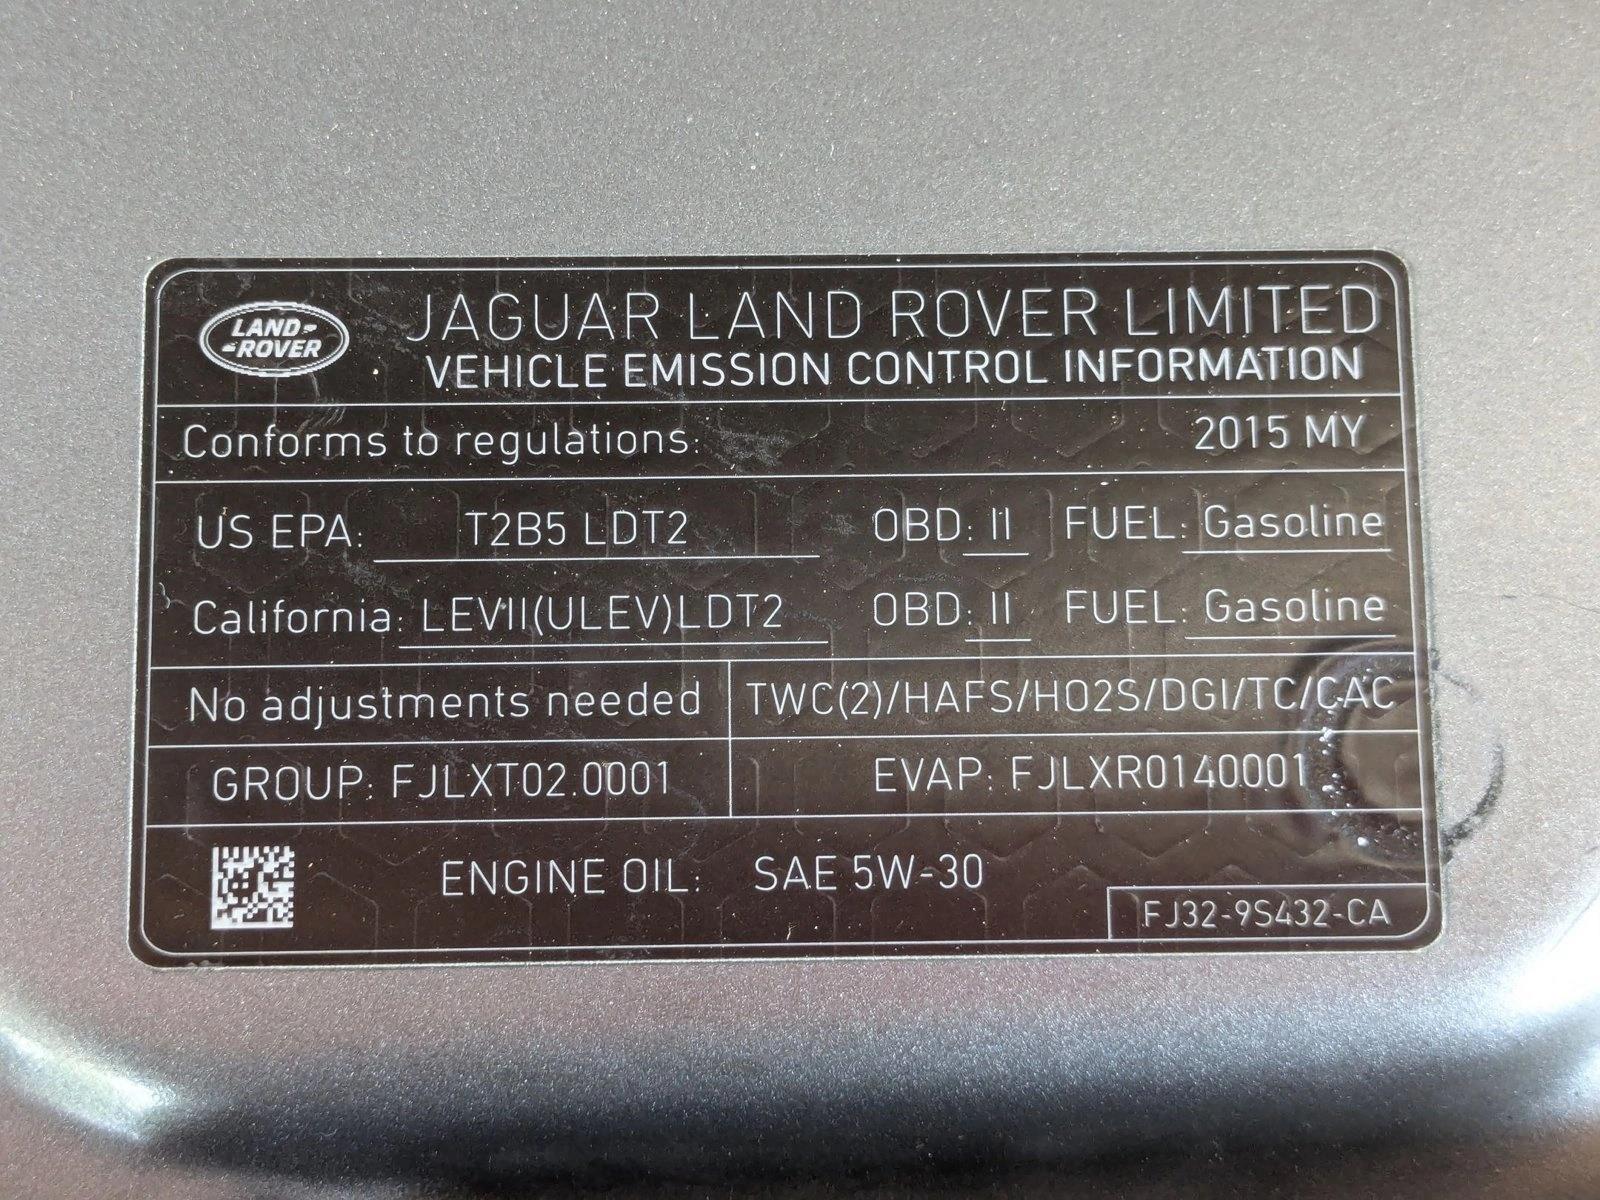 LAND ROVER
JAGUAR LAND ROVER LIMITED
VEHICLE EMISSION CONTROL INFORMATION
Conforms to regulations: 2015 MY
US EPA: T2B5 LDT2 OBD: II FUEL: Gasoline
California: LEVII(ULEV)LDT2 OBD: II FUEL: Gasoline
No adjustments needed TWC(2)/HAFS/HO2S/DGI/TC/CAC
GROUP: FJLXT02.0001 EVAP: FJLXR0140001
ENGINE OIL: SAE 5W-30
FJ32-9S432-CA